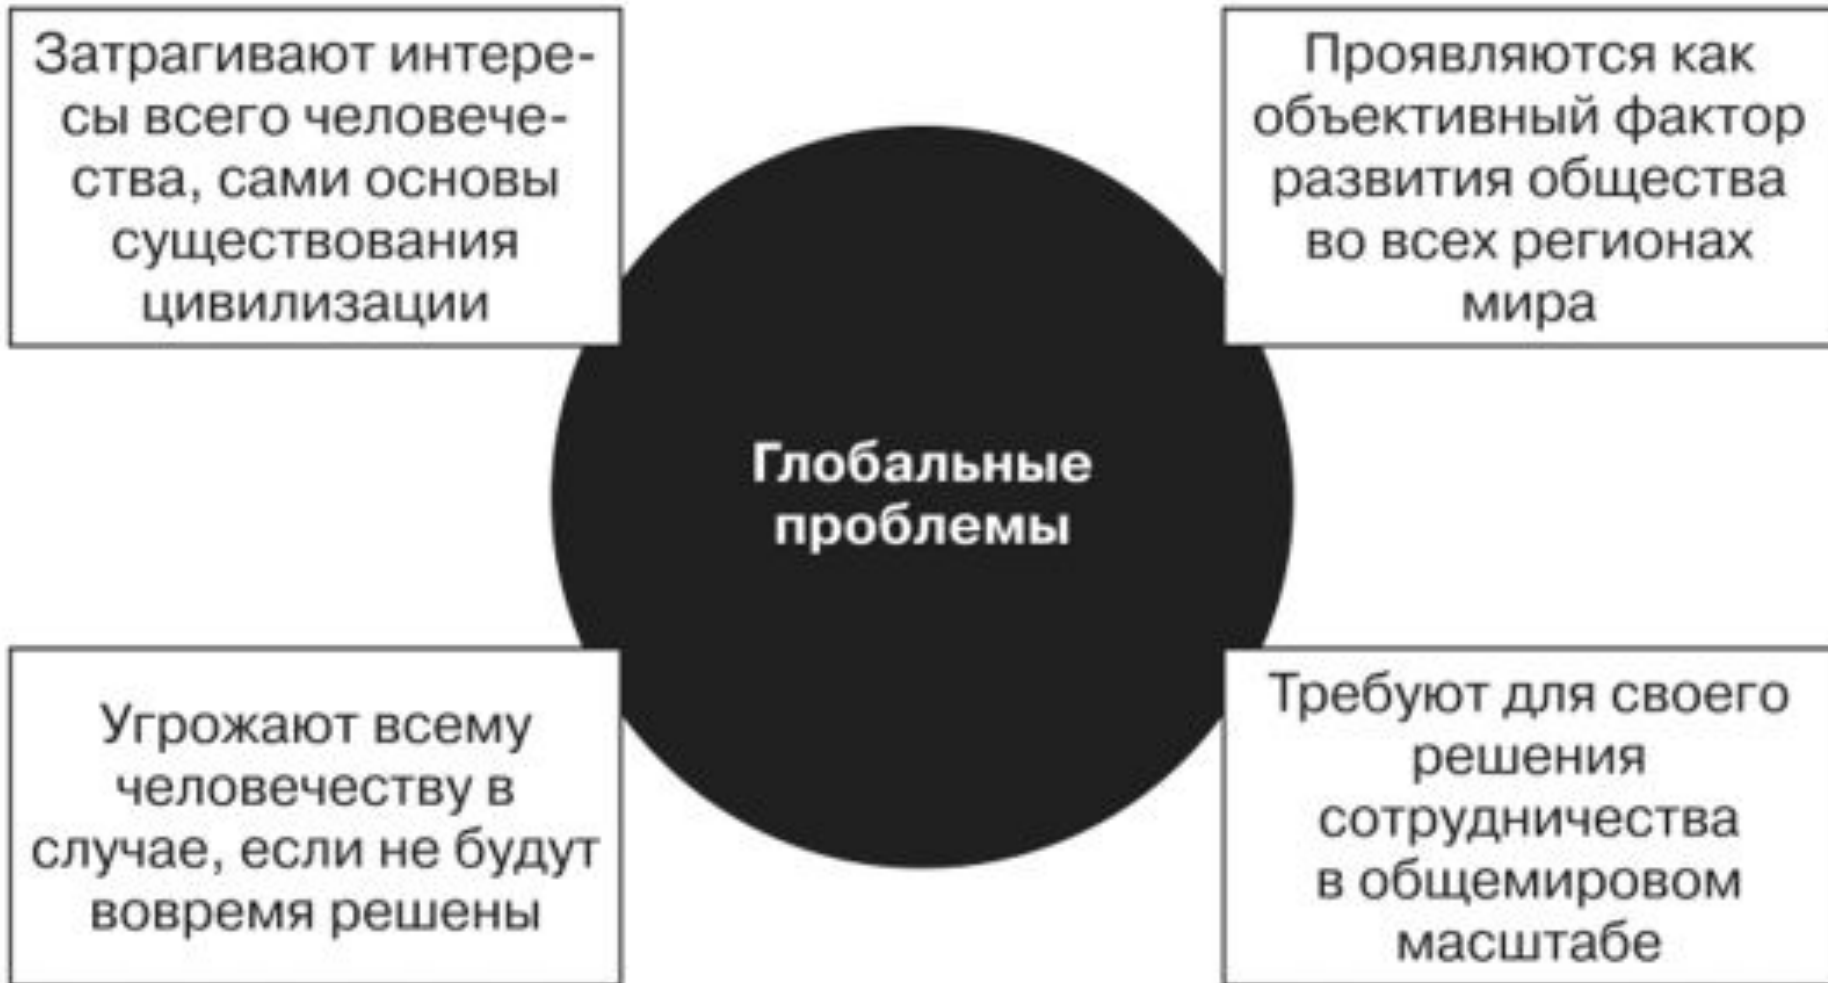 Затрагивают интере-
сы всего человече-
ства, сами основы
существования
цивилизации
Проявляются как
объективный фактор
развития общества
во всех регионах
мира
Глобальные
проблемы
Угрожают всему
человечеству в
случае, если не будут
вовремя решены
Требуют для своего
решения
сотрудничества
в общемировом
масштабе